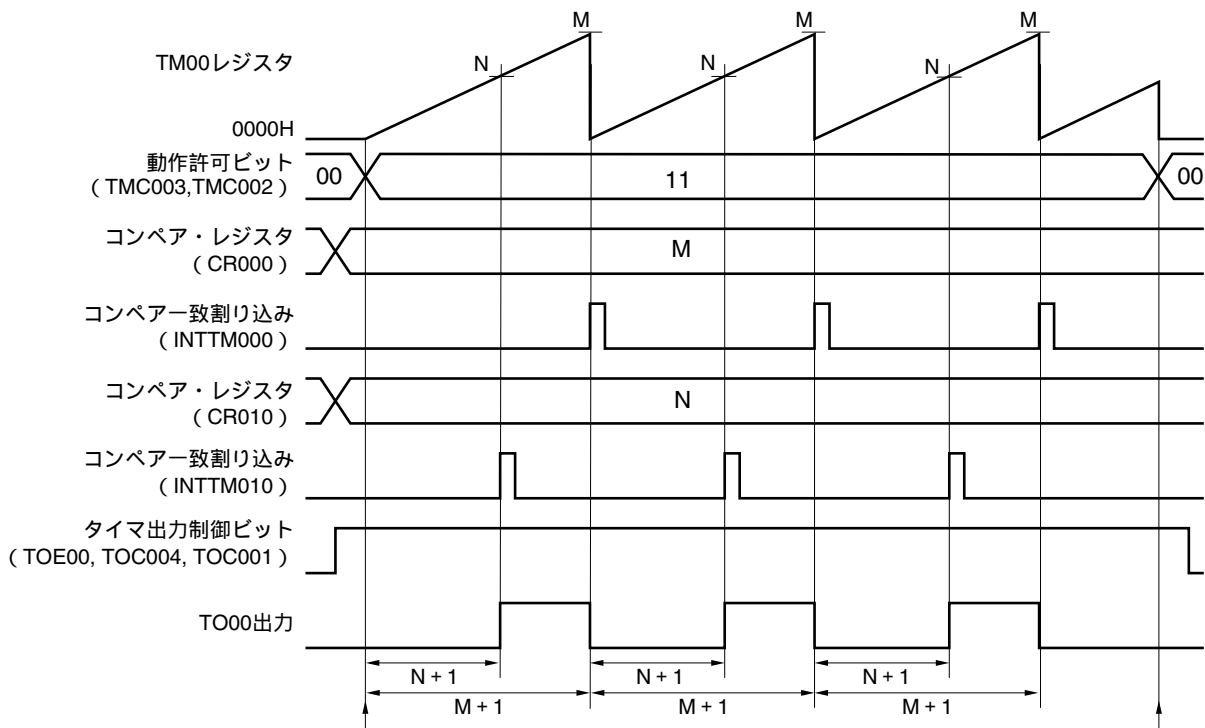 M M M
N N N
TM00レジスタ
0000H
動作許可ビット
( TMC003,TMC002 )
00 11 00
コンペア・レジスタ
( CR000 )
M
コンペア一致割り込み
( INTTM000 )
コンペア・レジスタ
( CR010 )
N
コンペア一致割り込み
( INTTM010 )
タイマ出力制御ビット
( TOE00, TOC004, TOC001 )
TO00出力
N + 1 N + 1 N + 1
M + 1 M + 1 M + 1